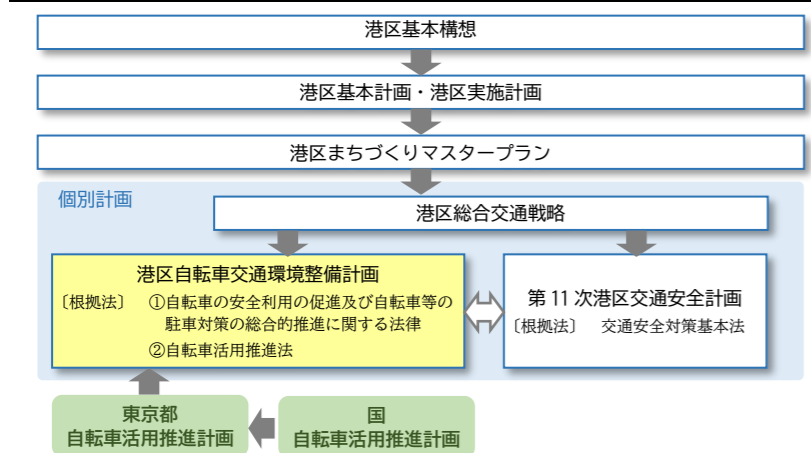 港区基本構想
港区基本計画・港区実施計画
港区まちづくりマスタープラン
個別計画
港区総合交通戦略
港区自転車交通環境整備計画
〔根拠法〕 ①自転車の安全利用の促進及び自転車等の
駐車対策の総合的推進に関する法律
②自転車活用推進法
第11次港区交通安全計画
〔根拠法〕 交通安全対策基本法
東京都
自転車活用推進計画
国
自転車活用推進計画